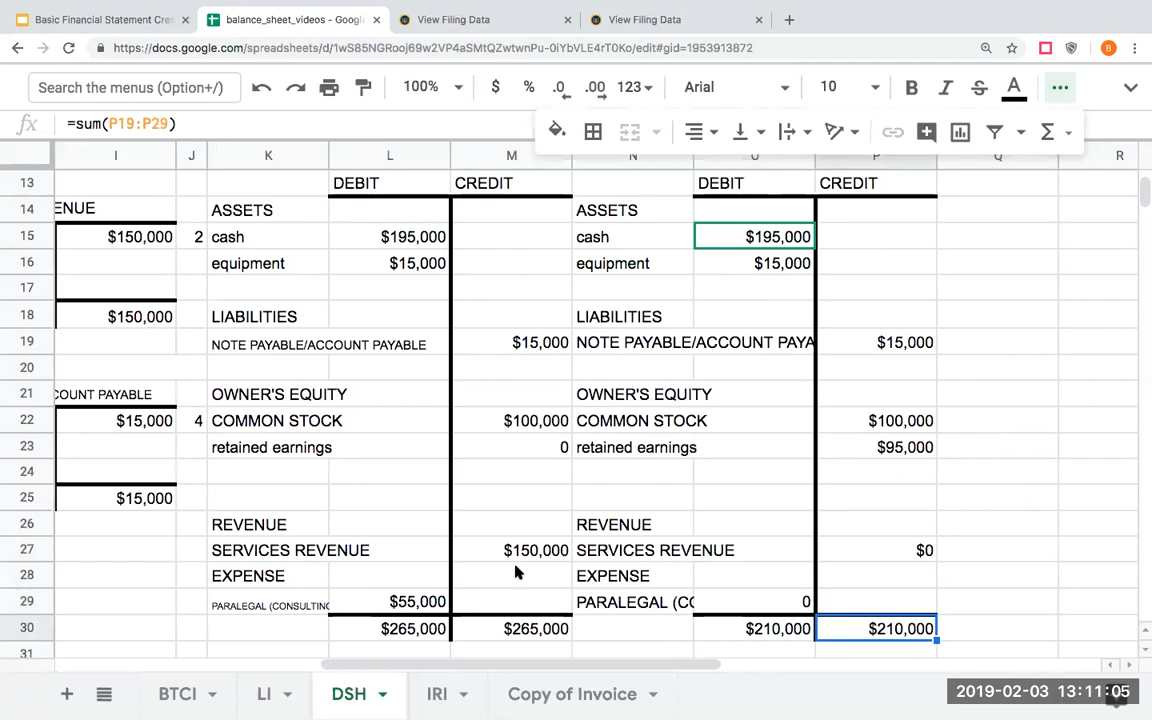 Basic Financial Statement Cre
balance_sheet_videos - Googl
View Filing Data
View Filing Data
https://docs.google.com/spreadsheets/d/1wS85NGRooj69w2VP4aSMtQZwtwnPu-0iYbVLE4rT0Ko/edit#gid=1953913872
B
Search the menus (Option+/) 100% $ % .0 .00 123 Arial 10 B I S A
fx =sum(P19:P29)
I J K L M N O P Q R
13 DEBIT CREDIT DEBIT CREDIT
14 ENUE ASSETS ASSETS
15 $150,000 2 cash $195,000 cash $195,000
16 equipment $15,000 equipment $15,000
17
18 $150,000 LIABILITIES LIABILITIES
19 NOTE PAYABLE/ACCOUNT PAYABLE $15,000 NOTE PAYABLE/ACCOUNT PAYA $15,000
20
21 COUNT PAYABLE OWNER'S EQUITY OWNER'S EQUITY
22 $15,000 4 COMMON STOCK $100,000 COMMON STOCK $100,000
23 retained earnings 0 retained earnings $95,000
24
25 $15,000
26 REVENUE REVENUE
27 SERVICES REVENUE $150,000 SERVICES REVENUE $0
28 EXPENSE EXPENSE
29 PARALEGAL (CONSULTING $55,000 PARALEGAL (CO 0
30 $265,000 $265,000 $210,000 $210,000
31
+ BTCI LI DSH IRI Copy of Invoice
2019-02-03 13:11:05